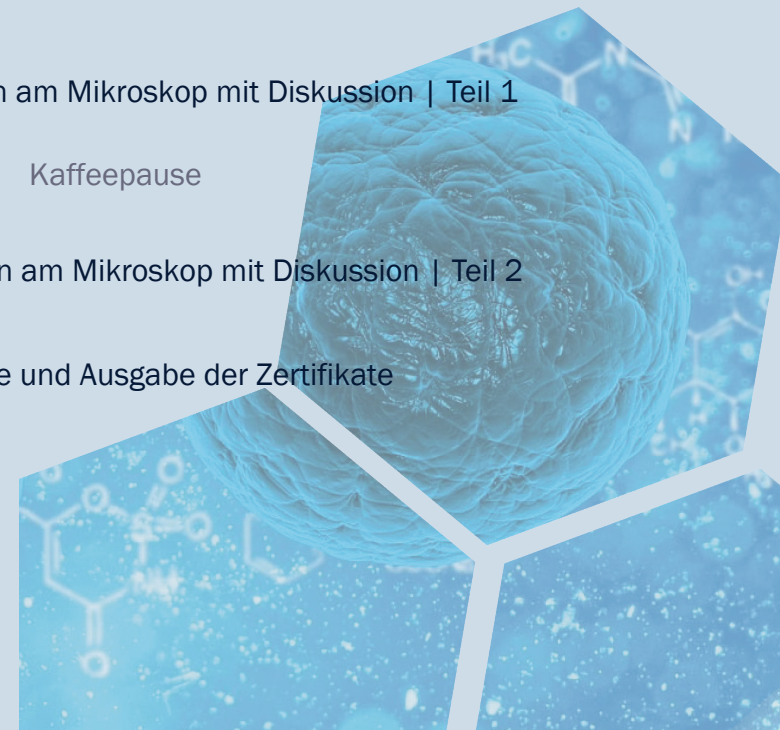 am Mikroskop mit Diskussion | Teil 1
Kaffeepause
am Mikroskop mit Diskussion | Teil 2
und Ausgabe der Zertifikate